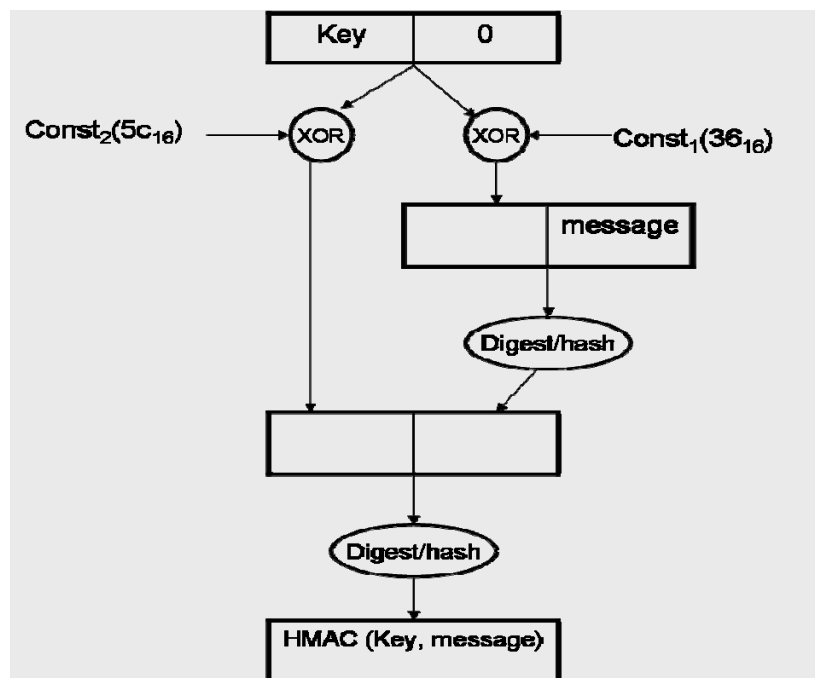 Key 0
Const₂(5c₁₆) XOR XOR Const₁(36₁₆)
message
Digest/hash
Digest/hash
HMAC (Key, message)